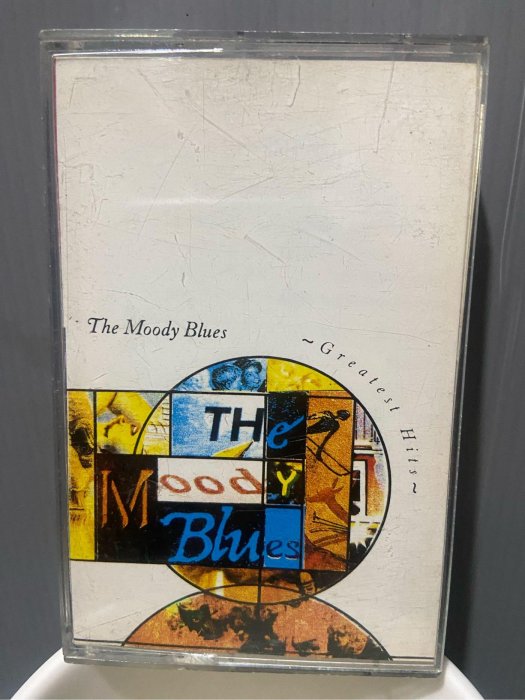 The Moody Blues
~Greatest Hits~
THe
Moody
Blues